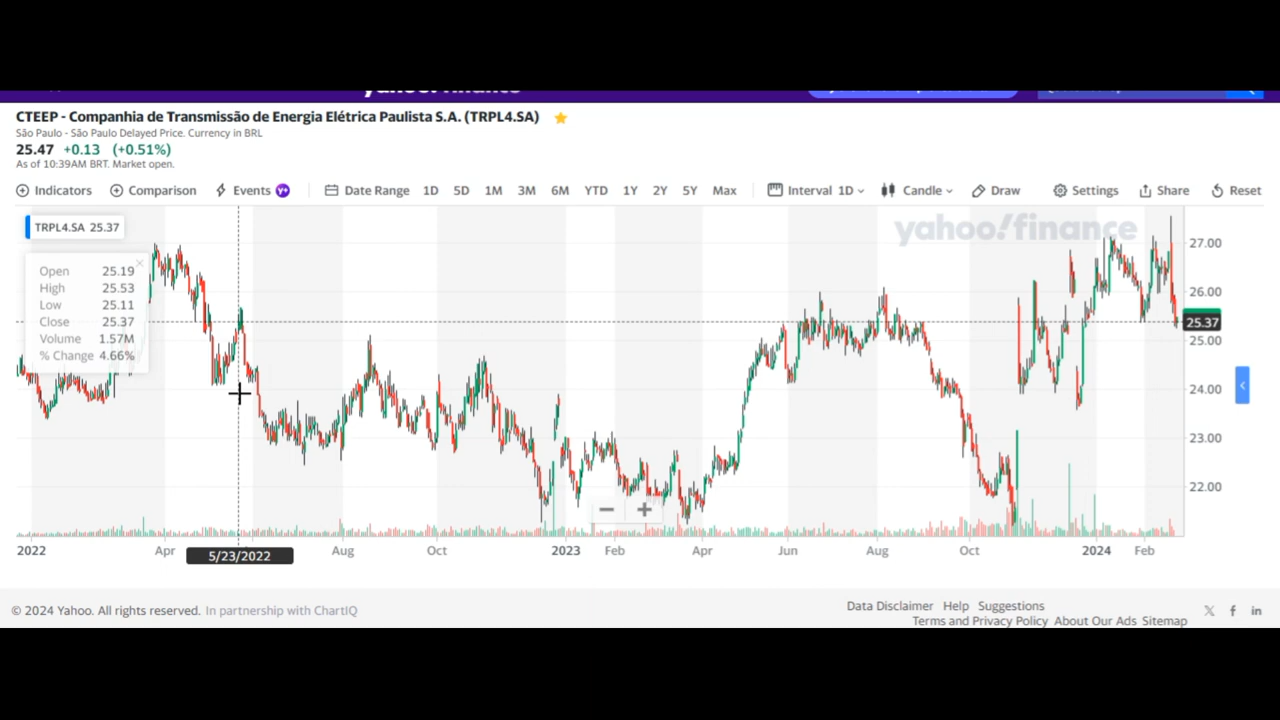 CTEEP - Companhia de Transmissão de Energia Elétrica Paulista S.A. (TRPL4.SA)
São Paulo - São Paulo Delayed Price. Currency in BRL
25.47 +0.13 (+0.51%)
As of 10:39AM BRT. Market open.
Indicators Comparison Events Y+ Date Range 1D 5D 1M 3M 6M YTD 1Y 2Y 5Y Max Interval 1D Candle Draw Settings Share Reset
TRPL4.SA 25.37
yahoo!finance
Open 25.19
High 25.53
Low 25.11
Close 25.37
Volume 1.57M
% Change 4.66%
27.00
26.00
25.37
25.00
24.00
23.00
22.00
2022 Apr 5/23/2022 Aug Oct 2023 Feb Apr Jun Aug Oct 2024 Feb
© 2024 Yahoo. All rights reserved. In partnership with ChartIQ
Data Disclaimer Help Suggestions
Terms and Privacy Policy About Our Ads Sitemap